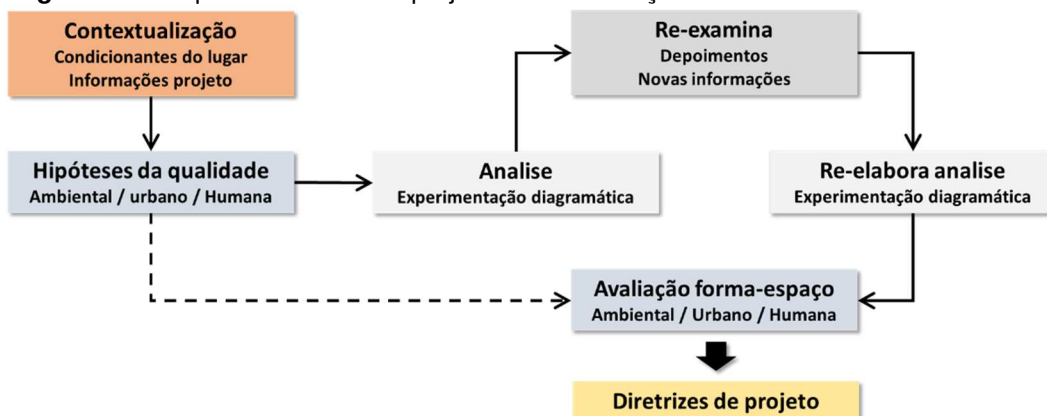 Contextualização
Condicionantes do lugar
Informações projeto
Re-examina
Depoimentos
Novas informações
Hipóteses da qualidade
Ambiental / urbano / Humana
Analise
Experimentação diagramática
Re-elabora analise
Experimentação diagramática
Avaliação forma-espaço
Ambiental / Urbano / Humana
Diretrizes de projeto